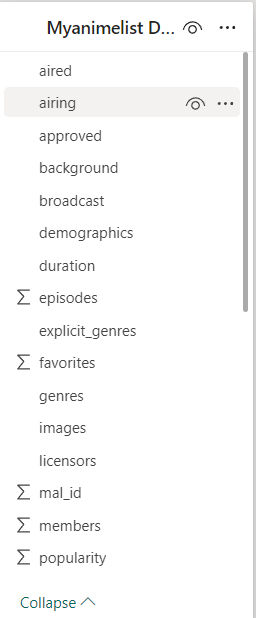 Myanimelist D...
aired
airing
approved
background
broadcast
demographics
duration
∑ episodes
explicit_genres
∑ favorites
genres
images
licensors
∑ mal_id
∑ members
∑ popularity
Collapse